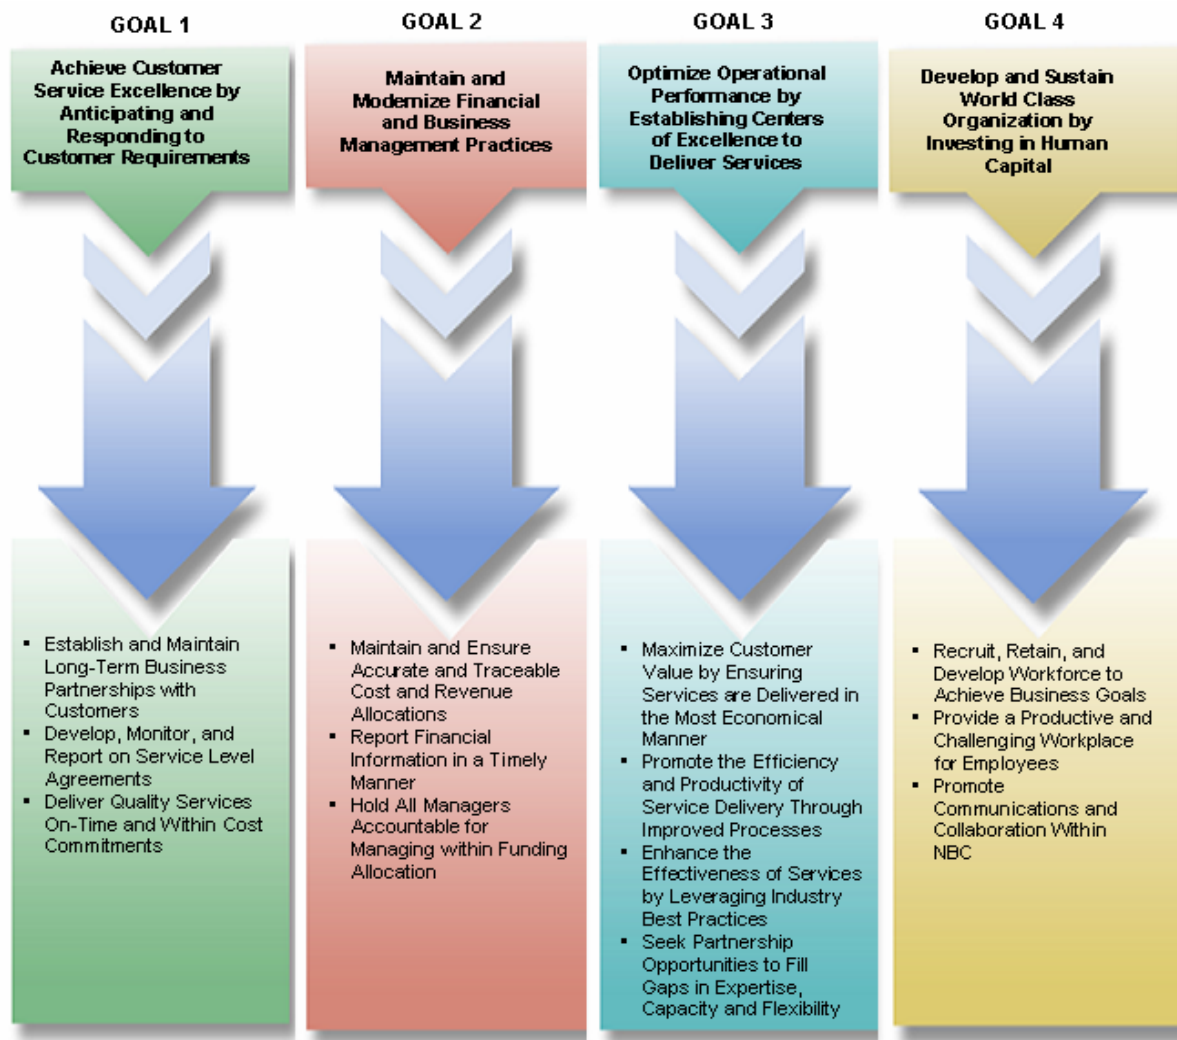 GOAL 1
Achieve Customer
Service Excellence by
Anticipating and
Responding to
Customer Requirements
▪ Establish and Maintain
Long-Term Business
Partnerships with
Customers
▪ Develop, Monitor, and
Report on Service Level
Agreements
▪ Deliver Quality Services
On-Time and Within Cost
Commitments
GOAL 2
Maintain and
Modernize Financial
and Business
Management Practices
▪ Maintain and Ensure
Accurate and Traceable
Cost and Revenue
Allocations
▪ Report Financial
Information in a Timely
Manner
▪ Hold All Managers
Accountable for
Managing within Funding
Allocation
GOAL 3
Optimize Operational
Performance by
Establishing Centers
of Excellence to
Deliver Services
▪ Maximize Customer
Value by Ensuring
Services are Delivered in
the Most Economical
Manner
▪ Promote the Efficiency
and Productivity of
Service Delivery Through
Improved Processes
▪ Enhance the
Effectiveness of Services
by Leveraging Industry
Best Practices
▪ Seek Partnership
Opportunities to Fill
Gaps in Expertise,
Capacity and Flexibility
GOAL 4
Develop and Sustain
World Class
Organization by
Investing in Human
Capital
▪ Recruit, Retain, and
Develop Workforce to
Achieve Business Goals
▪ Provide a Productive and
Challenging Workplace
for Employees
▪ Promote
Communications and
Collaboration Within
NBC